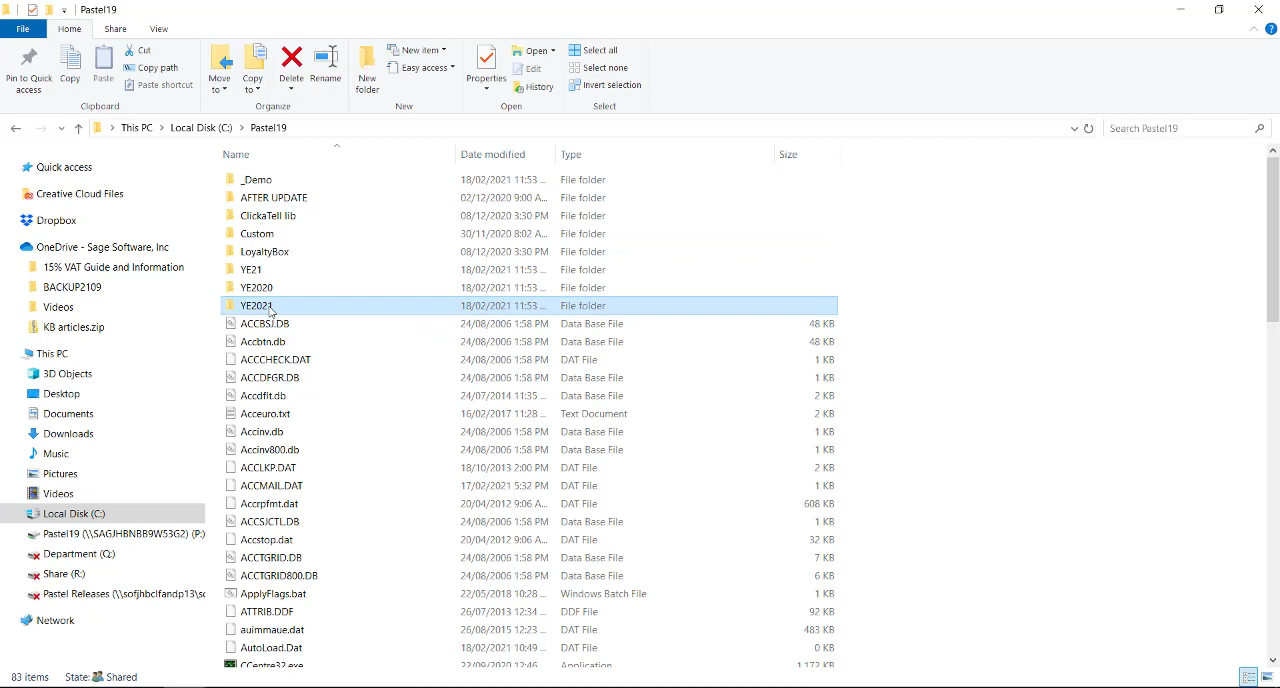 Pastel19
File Home Share View
Pin to Quick access
Copy
Paste
Cut
Copy path
Paste shortcut
Clipboard
Move to
Copy to
Delete
Rename
Organize
New folder
New item
Easy access
New
Properties
Open
Edit
History
Open
Select all
Select none
Invert selection
Select
This PC Local Disk (C:) Pastel19
Search Pastel19
Quick access
Creative Cloud Files
Dropbox
OneDrive - Sage Software, Inc
15% VAT Guide and Information
BACKUP2109
Videos
KB articles.zip
This PC
3D Objects
Desktop
Documents
Downloads
Music
Pictures
Videos
Local Disk (C:)
Pastel19 (\\SAGJHBNBB9W53G2) (P:)
Department (Q:)
Share (R:)
Pastel Releases (\\sofjhbclfandp13\sc
Network
Name Date modified Type Size
_Demo 18/02/2021 11:53 ... File folder
AFTER UPDATE 02/12/2020 9:00 A... File folder
ClickaTell lib 08/12/2020 3:30 PM File folder
Custom 30/11/2020 8:02 A... File folder
LoyaltyBox 08/12/2020 3:30 PM File folder
YE21 18/02/2021 11:53 ... File folder
YE2020 18/02/2021 11:53 ... File folder
YE2021 18/02/2021 11:53 ... File folder
ACCBSJ.DB 24/08/2006 1:58 PM Data Base File 48 KB
Accbtn.db 24/08/2006 1:58 PM Data Base File 48 KB
ACCCHECK.DAT 24/08/2006 1:58 PM DAT File 1 KB
ACCDFGR.DB 24/08/2006 1:58 PM Data Base File 1 KB
Accdflt.db 24/07/2014 11:35 ... Data Base File 2 KB
Acceuro.txt 16/02/2017 11:28 ... Text Document 2 KB
Accinv.db 24/08/2006 1:58 PM Data Base File 1 KB
Accinv800.db 24/08/2006 1:58 PM Data Base File 1 KB
ACCLKP.DAT 18/10/2013 2:00 PM DAT File 2 KB
ACCMAIL.DAT 17/02/2021 5:32 PM DAT File 1 KB
Accrpfmt.dat 20/04/2012 9:06 A... DAT File 608 KB
ACCSJCTL.DB 24/08/2006 1:58 PM Data Base File 1 KB
Accstop.dat 20/04/2012 9:06 A... DAT File 32 KB
ACCTGRID.DB 24/08/2006 1:58 PM Data Base File 7 KB
ACCTGRID800.DB 24/08/2006 1:58 PM Data Base File 6 KB
ApplyFlags.bat 22/05/2018 10:28 ... Windows Batch File 1 KB
ATTRIB.DDF 26/07/2013 12:34 ... DDF File 92 KB
auimmaue.dat 26/08/2015 12:23 ... DAT File 483 KB
AutoLoad.Dat 18/02/2021 10:49 ... DAT File 0 KB
CCentre32.exe 22/09/2020 12:46 Application 1 172 KB
83 items State: Shared